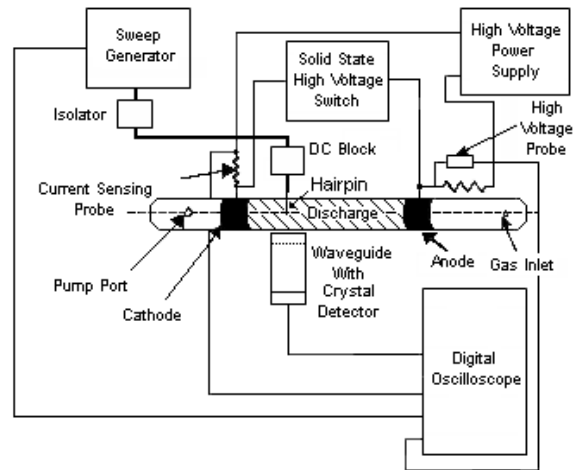 Sweep
Generator
High Voltage
Power
Supply
Solid State
High Voltage
Switch
Isolator
High
Voltage
Probe
DC Block
Current Sensing
Probe
Hairpin
Discharge
Pump Port
Cathode
Waveguide
With
Crystal
Detector
Anode
Gas Inlet
Digital
Oscilloscope